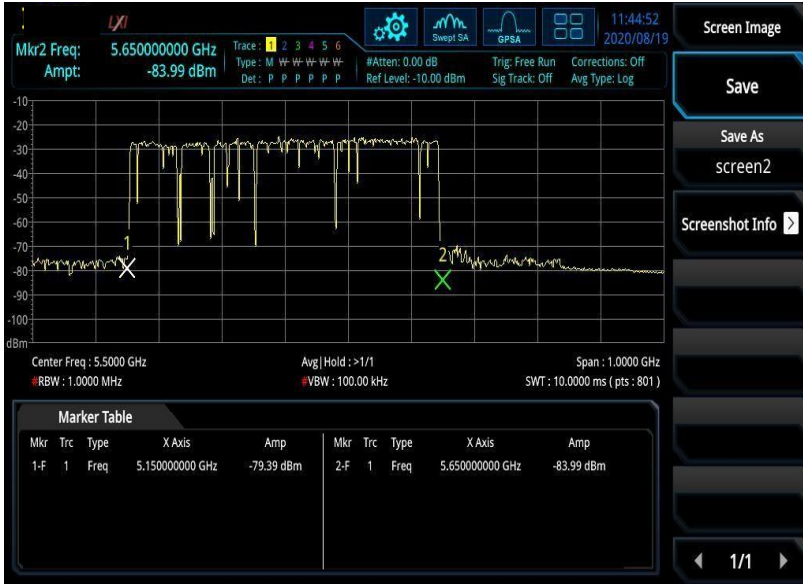 LXI
Swept SA
GPSA
11:44:52
2020/08/19
Mkr2 Freq: 5.650000000 GHz
Ampt: -83.99 dBm
Trace: 1 2 3 4 5 6
Type: M W W W W W
Det: P P P P P P
#Atten: 0.00 dB
Ref Level: -10.00 dBm
Trig: Free Run
Sig Track: Off
Corrections: Off
Avg Type: Log
-10
-20
-30
-40
-50
-60
-70
-80
-90
-100
dBm
1
2
Center Freq : 5.5000 GHz
Avg|Hold : >1/1
Span : 1.0000 GHz
#RBW : 1.0000 MHz
#VBW : 100.00 kHz
SWT : 10.0000 ms ( pts : 801 )
Marker Table
Mkr Trc Type X Axis Amp Mkr Trc Type X Axis Amp
1-F 1 Freq 5.150000000 GHz -79.39 dBm 2-F 1 Freq 5.650000000 GHz -83.99 dBm
Screen Image
Save
Save As
screen2
Screenshot Info >
1/1